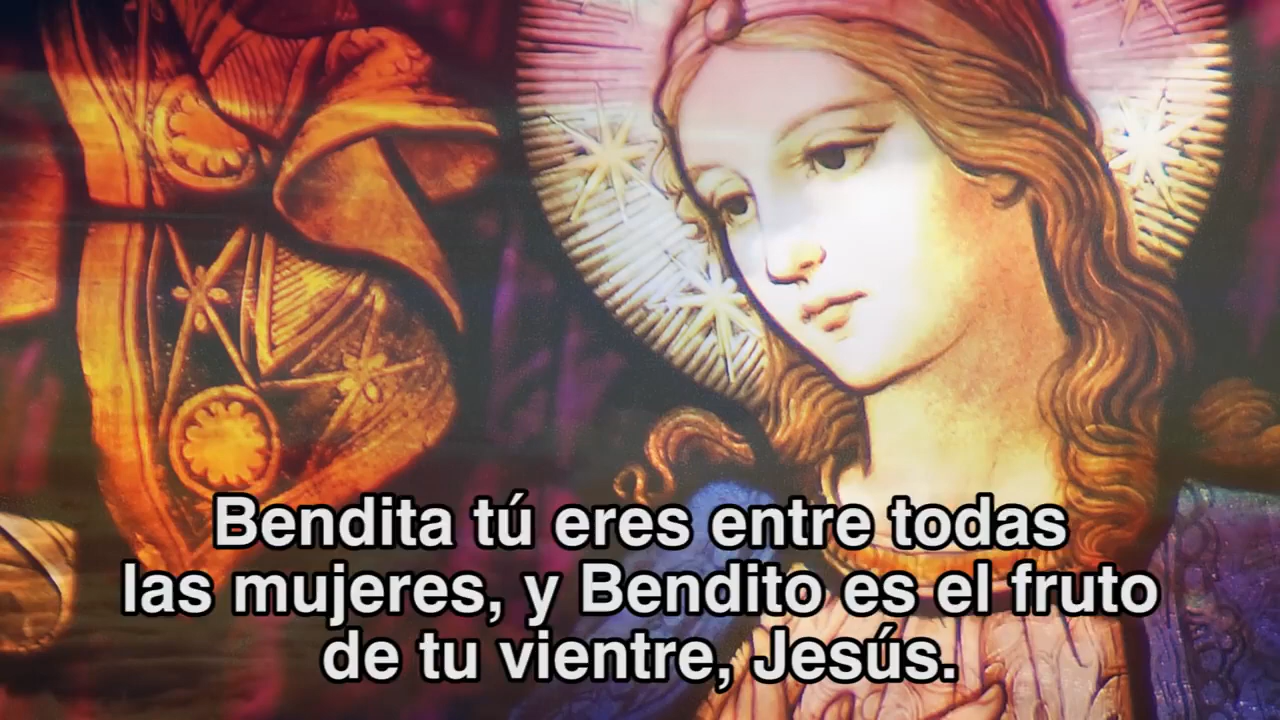 Bendita tú eres entre todas
las mujeres, y Bendito es el fruto
de tu vientre, Jesús.